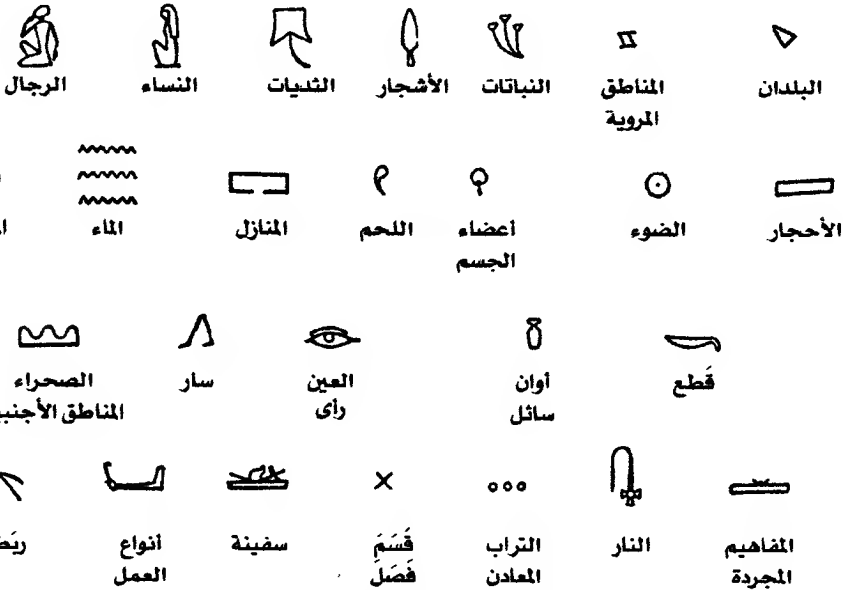 البلدان المناطق النباتات الأشجار الثديات النساء الرجال
المروية
الأحجار الضوء أعضاء اللحم المنازل الماء
الجسم
قَطع أوان العين سار الصحراء
سائل رأى المناطق
المفاهيم النار التراب قَسَمَ سفينة أنواع
المجردة المعادن فَصَلَ العمل